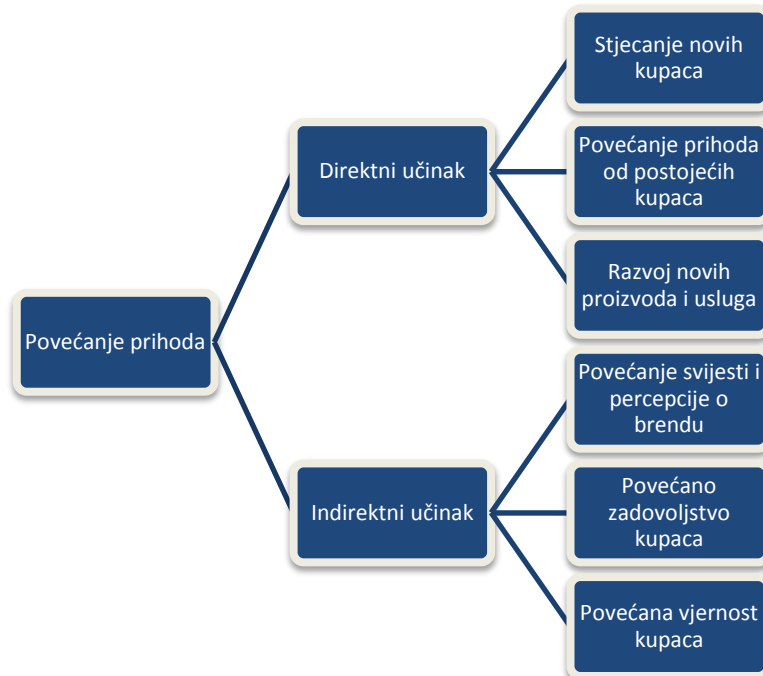 Povećanje prihoda
Direktni učinak
Stjecanje novih
kupaca
Povećanje prihoda
od postojećih
kupaca
Razvoj novih
proizvoda i usluga
Indirektni učinak
Povećanje svijesti i
percepcije o
brendu
Povećano
zadovoljstvo
kupaca
Povećana vjernost
kupaca